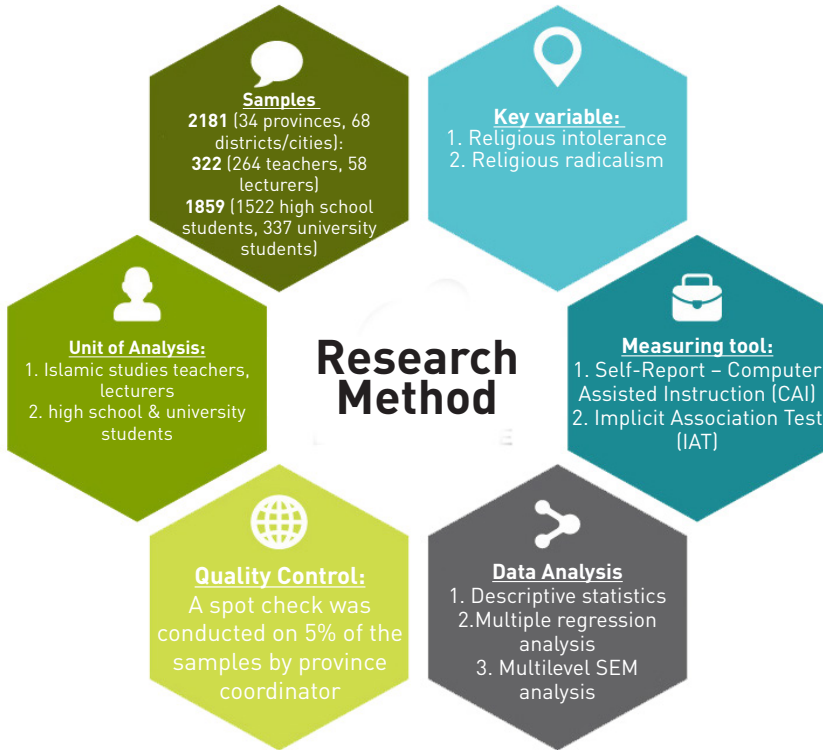 Samples
2181 (34 provinces, 68
districts/cities):
322 (264 teachers, 58
lecturers)
1859 (1522 high school
students, 337 university
students)
Key variable:
1. Religious intolerance
2. Religious radicalism
Unit of Analysis:
1. Islamic studies teachers,
lecturers
2. high school & university
students
Research
Method
Measuring tool:
1. Self-Report – Computer
Assisted Instruction (CAI)
2. Implicit Association Test
(IAT)
Quality Control:
A spot check was
conducted on 5% of the
samples by province
coordinator
Data Analysis
1. Descriptive statistics
2.Multiple regression
analysis
3. Multilevel SEM
analysis